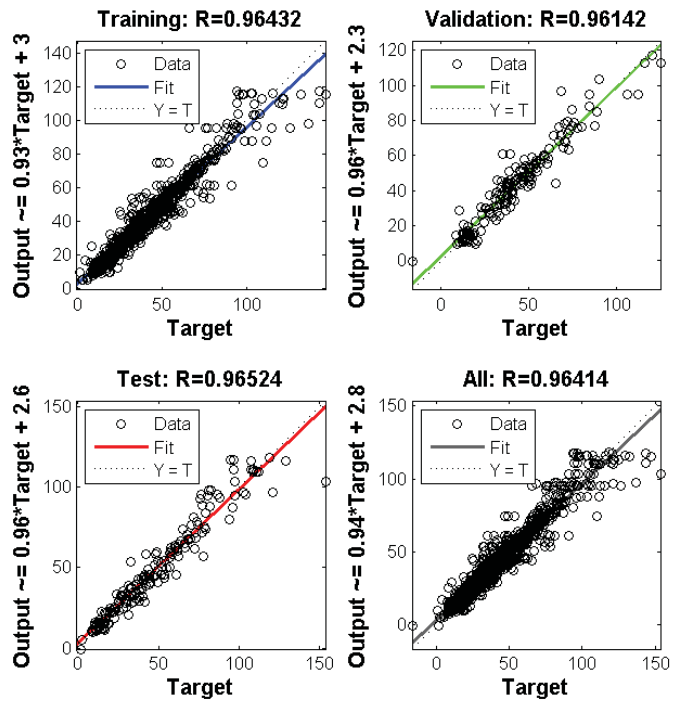 Training: R=0.96432
Output ~= 0.93*Target + 3
140
120
100
80
60
40
20
0
Data
Fit
Y = T
0
50
100
Target
Validation: R=0.96142
Output ~= 0.96*Target + 2.3
120
100
80
60
40
20
0
Data
Fit
Y = T
0
50
100
Target
Test: R=0.96524
Output ~= 0.96*Target + 2.6
150
100
50
0
Data
Fit
Y = T
0
50
100
150
Target
All: R=0.96414
Output ~= 0.94*Target + 2.8
150
100
50
0
Data
Fit
Y = T
0
50
100
150
Target